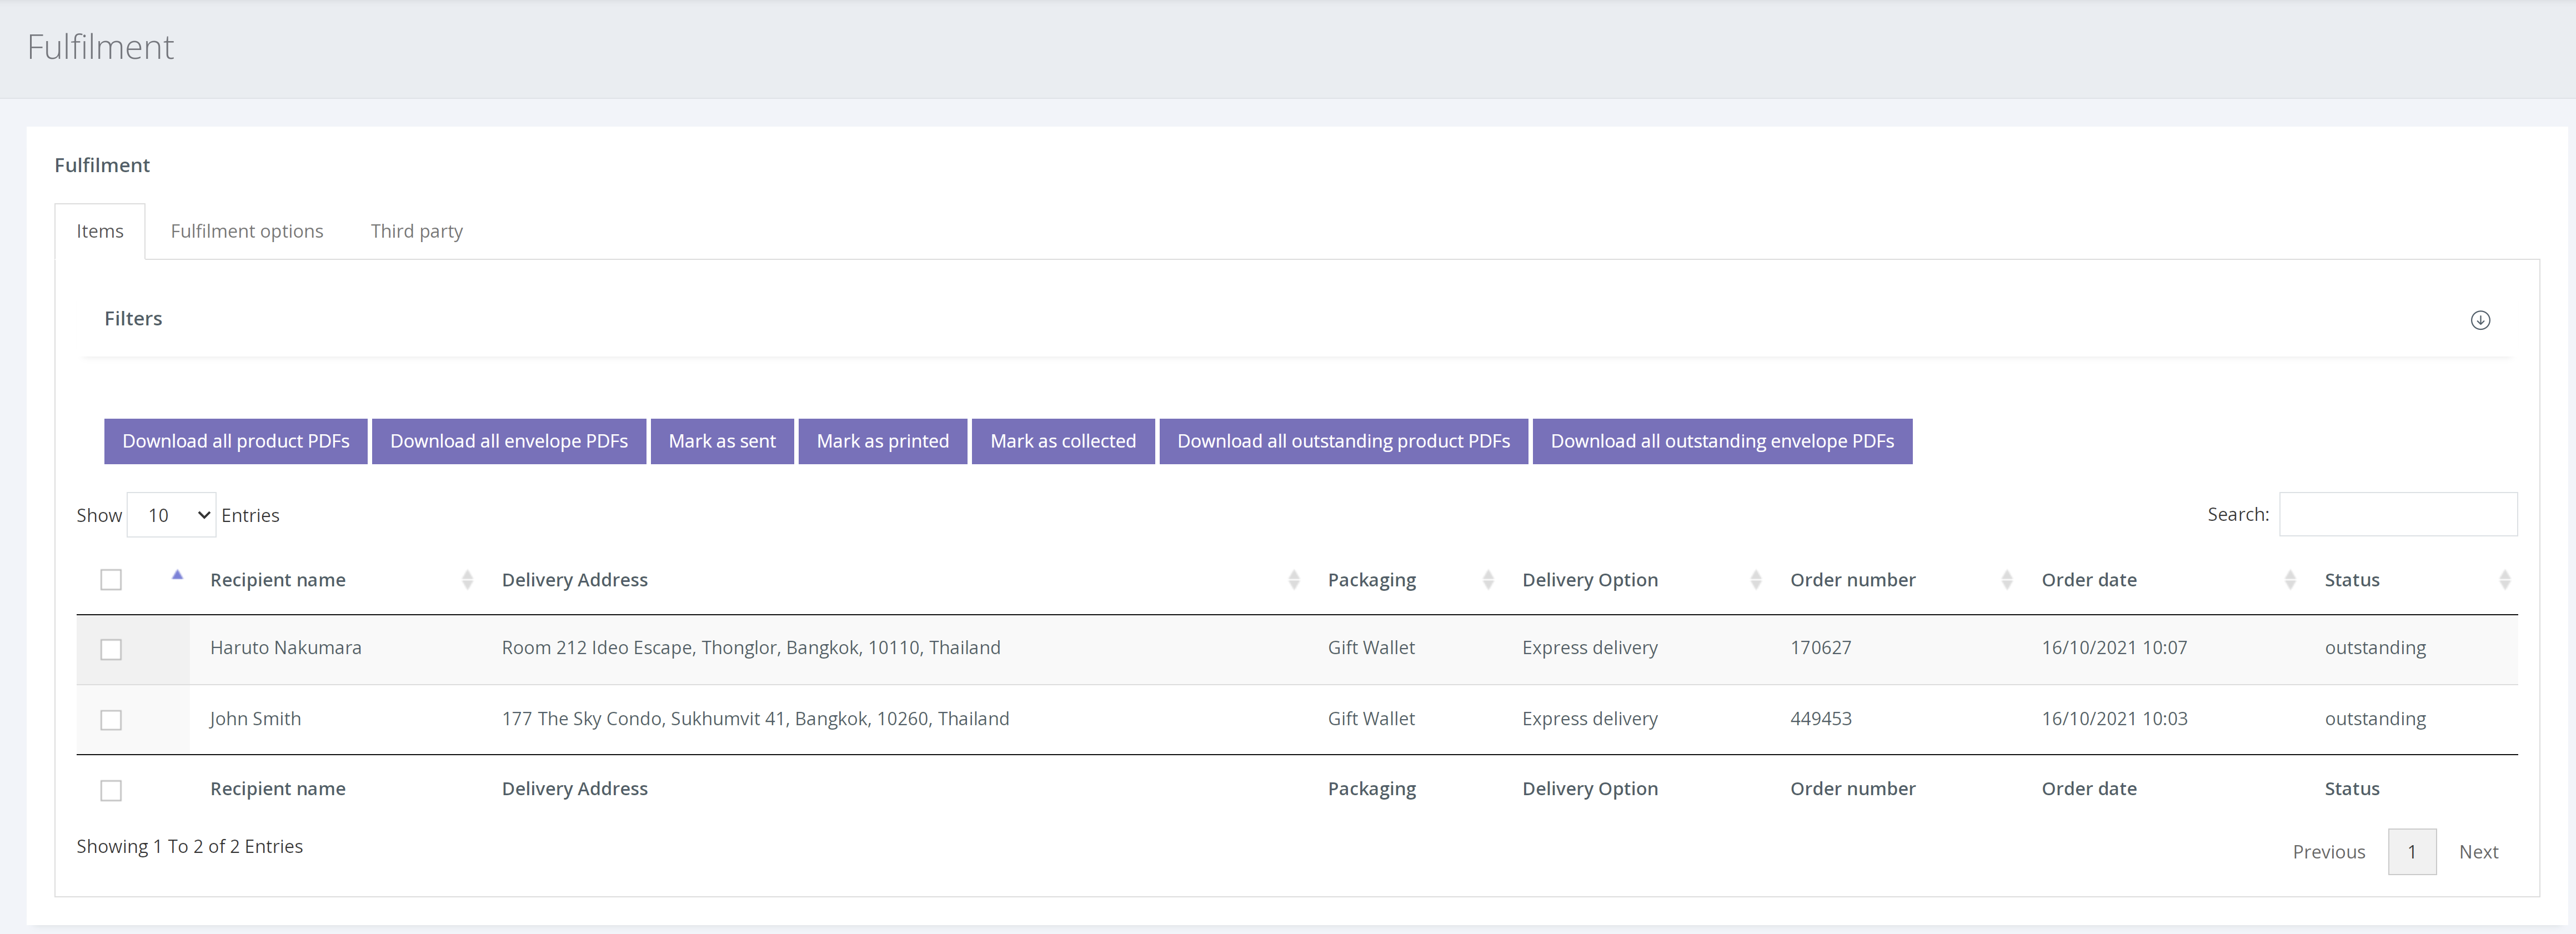 Fulfilment
Fulfilment
Items Fulfilment options Third party
Filters
Download all product PDFs Download all envelope PDFs Mark as sent Mark as printed Mark as collected Download all outstanding product PDFs Download all outstanding envelope PDFs
Show 10 Entries Search:
Recipient name Delivery Address Packaging Delivery Option Order number Order date Status
Haruto Nakumara Room 212 Ideo Escape, Thonglor, Bangkok, 10110, Thailand Gift Wallet Express delivery 170627 16/10/2021 10:07 outstanding
John Smith 177 The Sky Condo, Sukhumvit 41, Bangkok, 10260, Thailand Gift Wallet Express delivery 449453 16/10/2021 10:03 outstanding
Recipient name Delivery Address Packaging Delivery Option Order number Order date Status
Showing 1 To 2 of 2 Entries Previous 1 Next